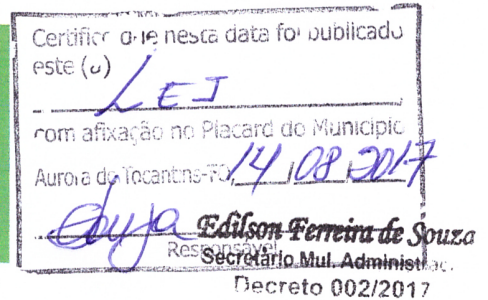 Certifico que nesta data foi publicado
este (a)
LEI
com afixação no Placard do Município
Aurora do Tocantins-TO, 14 / 08 / 2017
Edilson Ferreira de Souza
Responsável
Secretário Mul. Administrac.
Decreto 002/2017